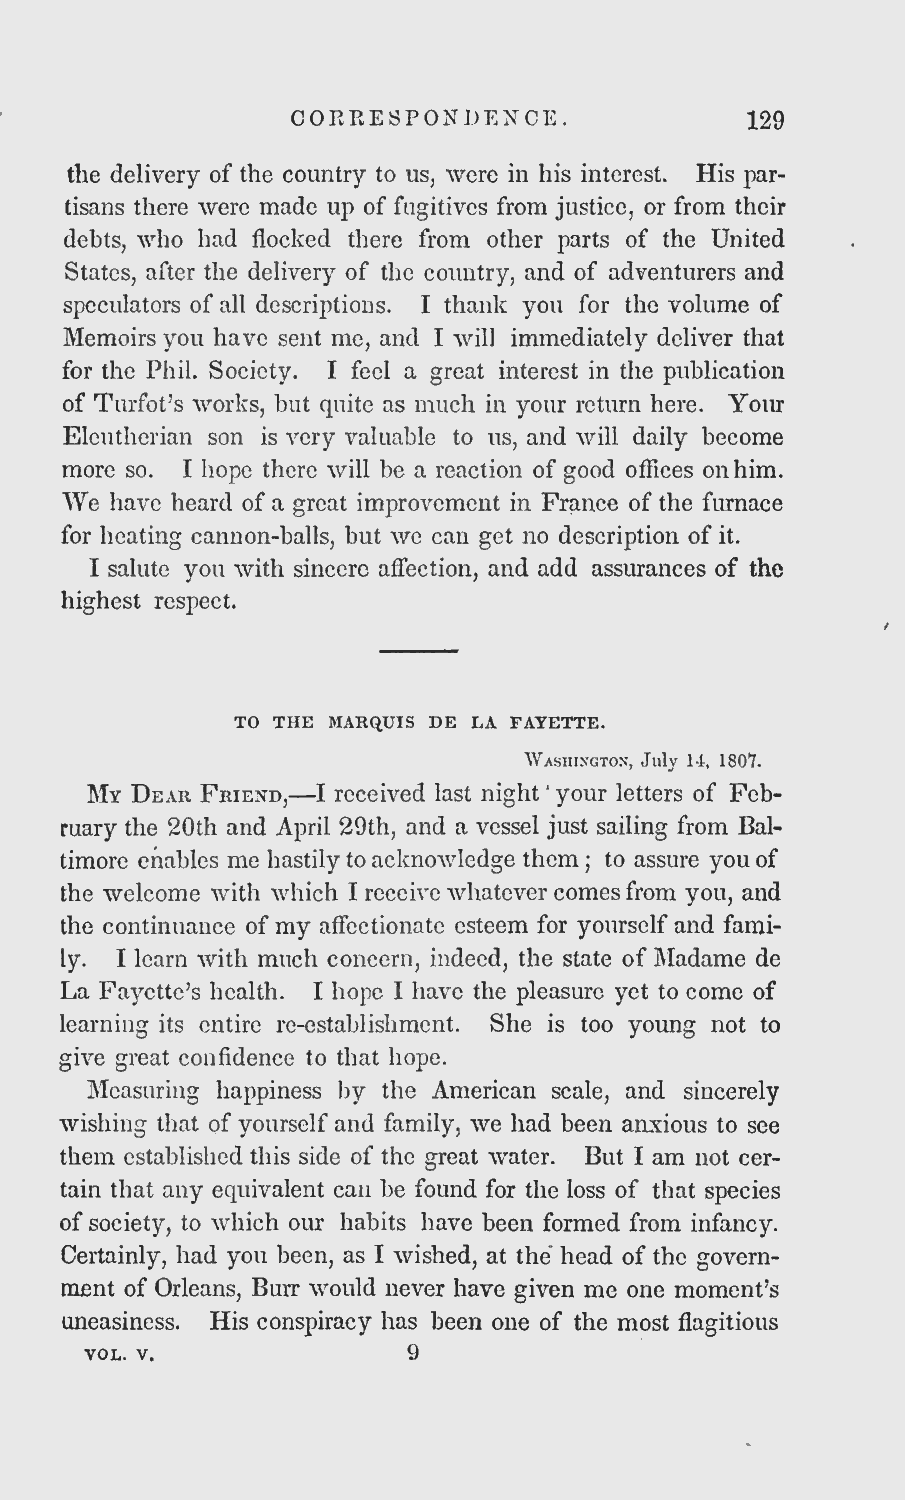 CORRESPONDENCE. 129
the delivery of the country to us, were in his interest. His par-
tisans there were made up of fugitives from justice, or from their
debts, who had flocked there from other parts of the United
States, after the delivery of the country, and of adventurers and
speculators of all descriptions. I thank you for the volume of
Memoirs you have sent me, and I will immediately deliver that
for the Phil. Society. I feel a great interest in the publication
of Turfot's works, but quite as much in your return here. Your
Eleutherian son is very valuable to us, and will daily become
more so. I hope there will be a reaction of good offices on him.
We have heard of a great improvement in France of the furnace
for heating cannon-balls, but we can get no description of it.
I salute you with sincere affection, and add assurances of the
highest respect.
TO THE MARQUIS DE LA FAYETTE.
WASHINGTON, July 14, 1807.
MY DEAR FRIEND,—I received last night your letters of Feb-
ruary the 20th and April 29th, and a vessel just sailing from Bal-
timore enables me hastily to acknowledge them; to assure you of
the welcome with which I receive whatever comes from you, and
the continuance of my affectionate esteem for yourself and fami-
ly. I learn with much concern, indeed, the state of Madame de
La Fayette's health. I hope I have the pleasure yet to come of
learning its entire re-establishment. She is too young not to
give great confidence to that hope.
Measuring happiness by the American scale, and sincerely
wishing that of yourself and family, we had been anxious to see
them established this side of the great water. But I am not cer-
tain that any equivalent can be found for the loss of that species
of society, to which our habits have been formed from infancy.
Certainly, had you been, as I wished, at the head of the govern-
ment of Orleans, Burr would never have given me one moment's
uneasiness. His conspiracy has been one of the most flagitious
VOL. V. 9